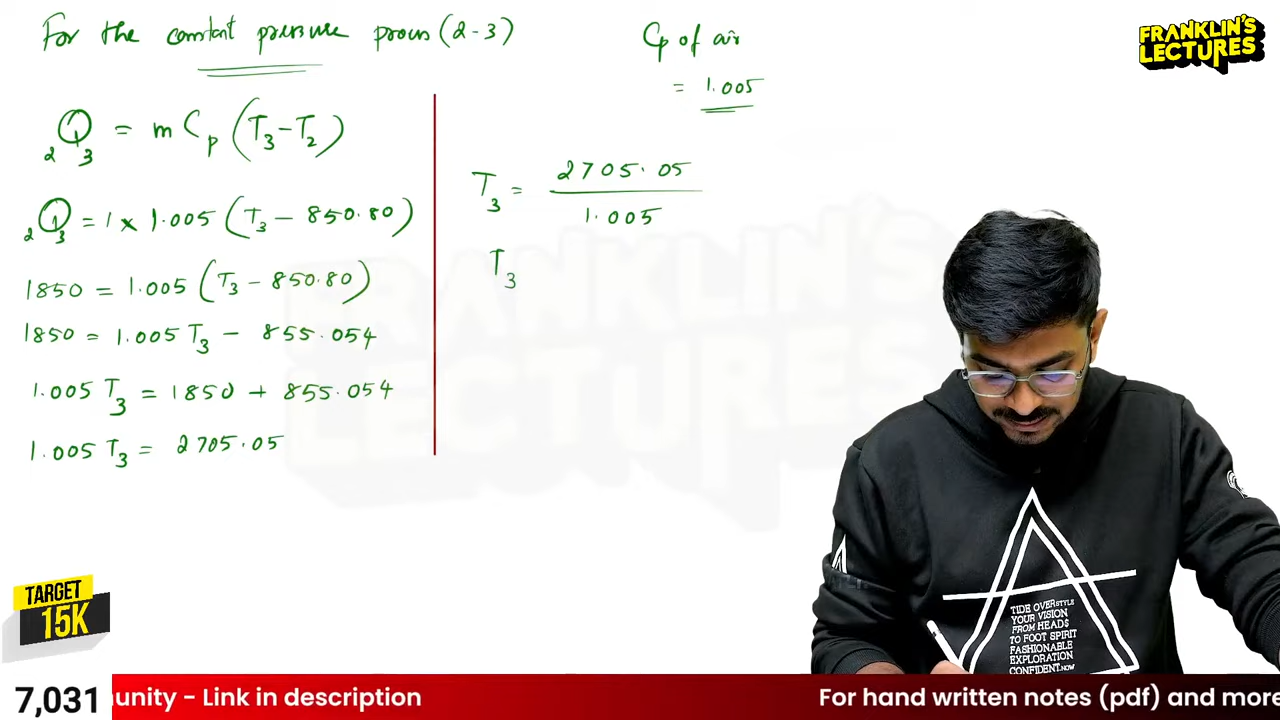 For the constant pressure process (2-3)
₂Q₃ = m Cp (T₃ - T₂)
₂Q₃ = 1 × 1.005 (T₃ - 850.80)
1850 = 1.005 (T₃ - 850.80)
1850 = 1.005 T₃ - 855.054
1.005 T₃ = 1850 + 855.054
1.005 T₃ = 2705.05
Cp of air
= 1.005
T₃ = 2705.05
1.005
T₃
FRANKLIN'S
LECTURES
FRANKLIN'S
LECTURES
TIDE OVERSTYLE
YOUR VISION
FROM HEADS
TO FOOT SPIRIT
FASHIONABLE
EXPLORATION
CONFIDENT.NOW
TARGET
15K
7,031
unity - Link in description
For hand written notes (pdf) and more